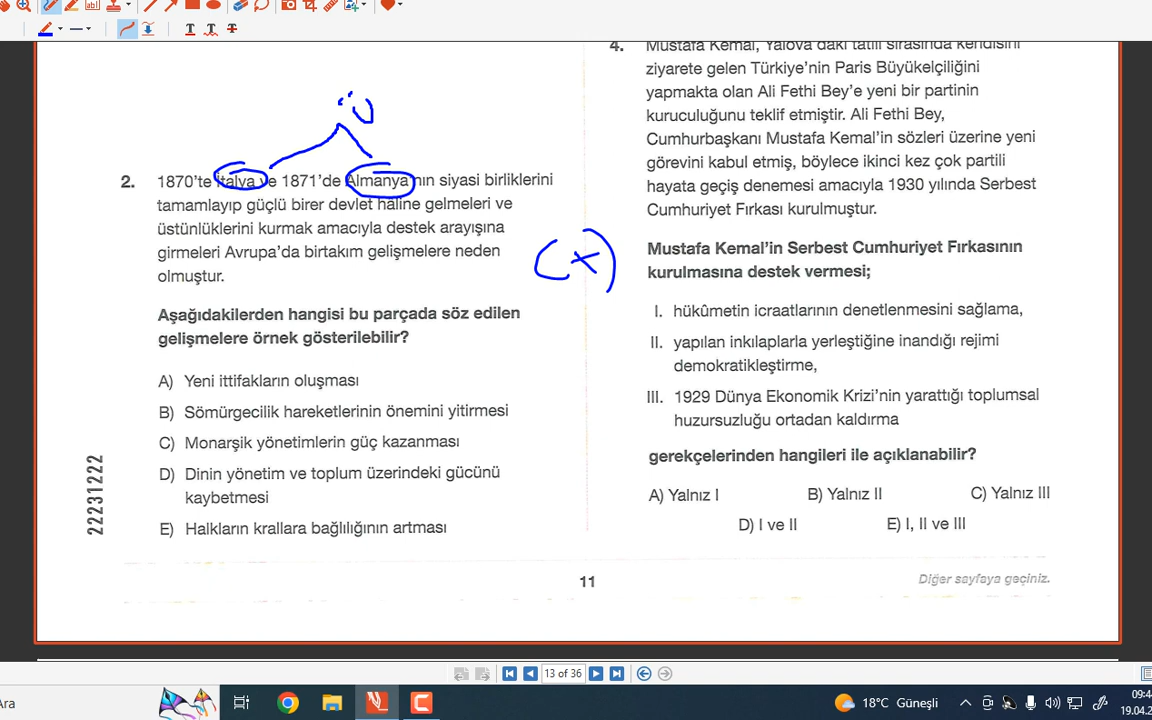 2. 1870'te İtalya ve 1871'de Almanya'nın siyasi birliklerini
tamamlayıp güçlü birer devlet haline gelmeleri ve
üstünlüklerini kurmak amacıyla destek arayışına
girmeleri Avrupa'da birtakım gelişmelere neden
olmuştur.
Aşağıdakilerden hangisi bu parçada söz edilen
gelişmelere örnek gösterilebilir?
A) Yeni ittifakların oluşması
B) Sömürgecilik hareketlerinin önemini yitirmesi
C) Monarşik yönetimlerin güç kazanması
D) Dinin yönetim ve toplum üzerindeki gücünü
kaybetmesi
E) Halkların krallara bağlılığının artması
22231222
(x)
4. Mustafa Kemal, Yalova'daki tatili sırasında kendisini
ziyarete gelen Türkiye'nin Paris Büyükelçiliğini
yapmakta olan Ali Fethi Bey'e yeni bir partinin
kuruculuğunu teklif etmiştir. Ali Fethi Bey,
Cumhurbaşkanı Mustafa Kemal'in sözleri üzerine yeni
görevini kabul etmiş, böylece ikinci kez çok partili
hayata geçiş denemesi amacıyla 1930 yılında Serbest
Cumhuriyet Fırkası kurulmuştur.
Mustafa Kemal'in Serbest Cumhuriyet Fırkasının
kurulmasına destek vermesi;
I. hükûmetin icraatlarının denetlenmesini sağlama,
II. yapılan inkılaplarla yerleştiğine inandığı rejimi
demokratikleştirme,
III. 1929 Dünya Ekonomik Krizi'nin yarattığı toplumsal
huzursuzluğu ortadan kaldırma
gerekçelerinden hangileri ile açıklanabilir?
A) Yalnız I B) Yalnız II C) Yalnız III
D) I ve II E) I, II ve III
11
Diğer sayfaya geçiniz.
13 of 36
Ara
18°C Güneşli
09:4
19.04.2